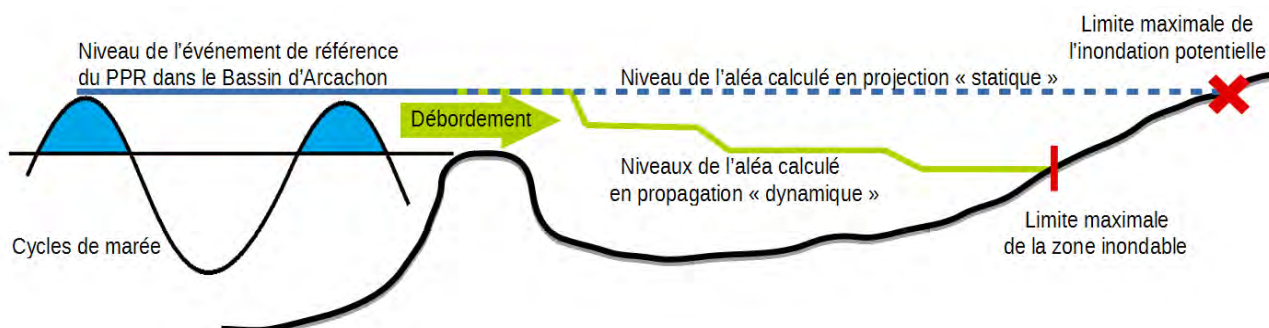 Niveau de l'événement de référence
du PPR dans le Bassin d'Arcachon
Niveau de l'aléa calculé en projection « statique »
Limite maximale de
l'inondation potentielle
Débordement
Niveaux de l'aléa calculé
en propagation « dynamique »
Cycles de marée
Limite maximale
de la zone inondable